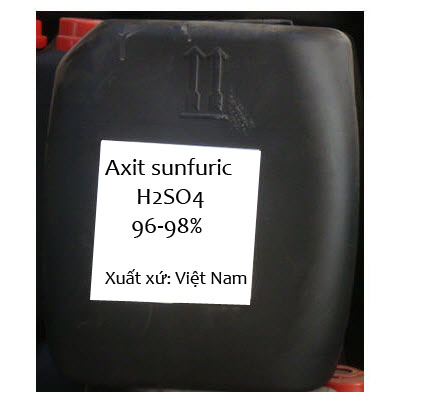 Axit sunfuric
H2SO4
96-98%
Xuất xứ: Việt Nam